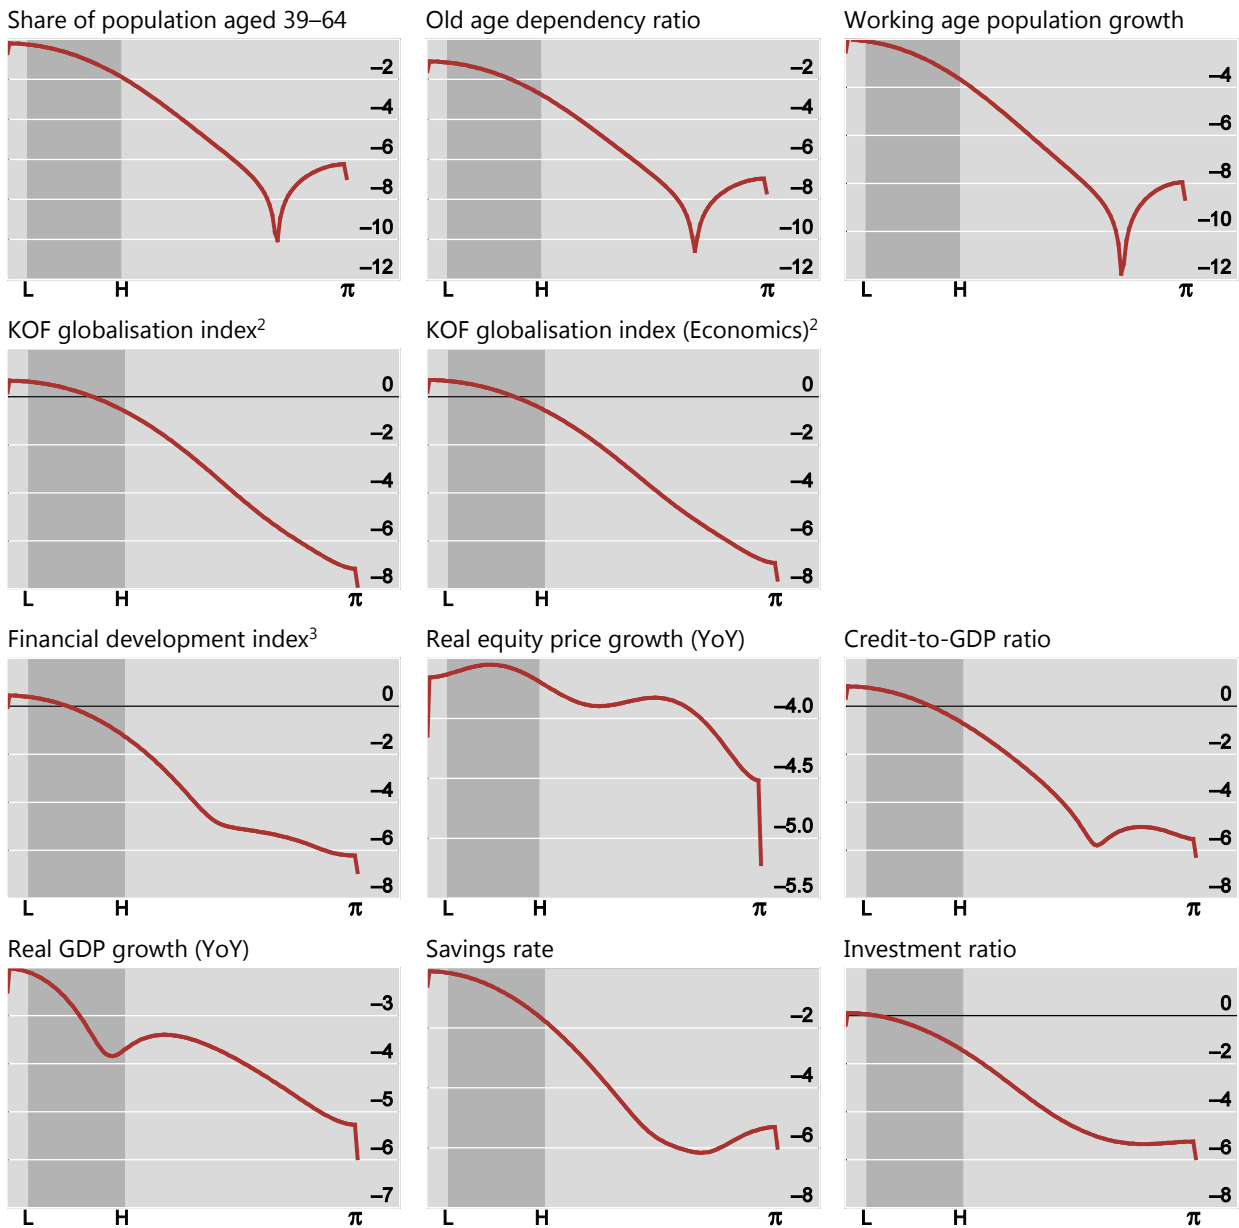 Share of population aged 39–64
Old age dependency ratio
Working age population growth
–2
–4
–6
–8
–10
–12
L H π
–2
–4
–6
–8
–10
–12
L H π
–4
–6
–8
–10
–12
L H π
KOF globalisation index²
KOF globalisation index (Economics)²
0
–2
–4
–6
–8
L H π
0
–2
–4
–6
–8
L H π
Financial development index³
Real equity price growth (YoY)
Credit-to-GDP ratio
0
–2
–4
–6
–8
L H π
–4.0
–4.5
–5.0
–5.5
L H π
0
–2
–4
–6
–8
L H π
Real GDP growth (YoY)
Savings rate
Investment ratio
–3
–4
–5
–6
–7
L H π
–2
–4
–6
–8
L H π
0
–2
–4
–6
–8
L H π